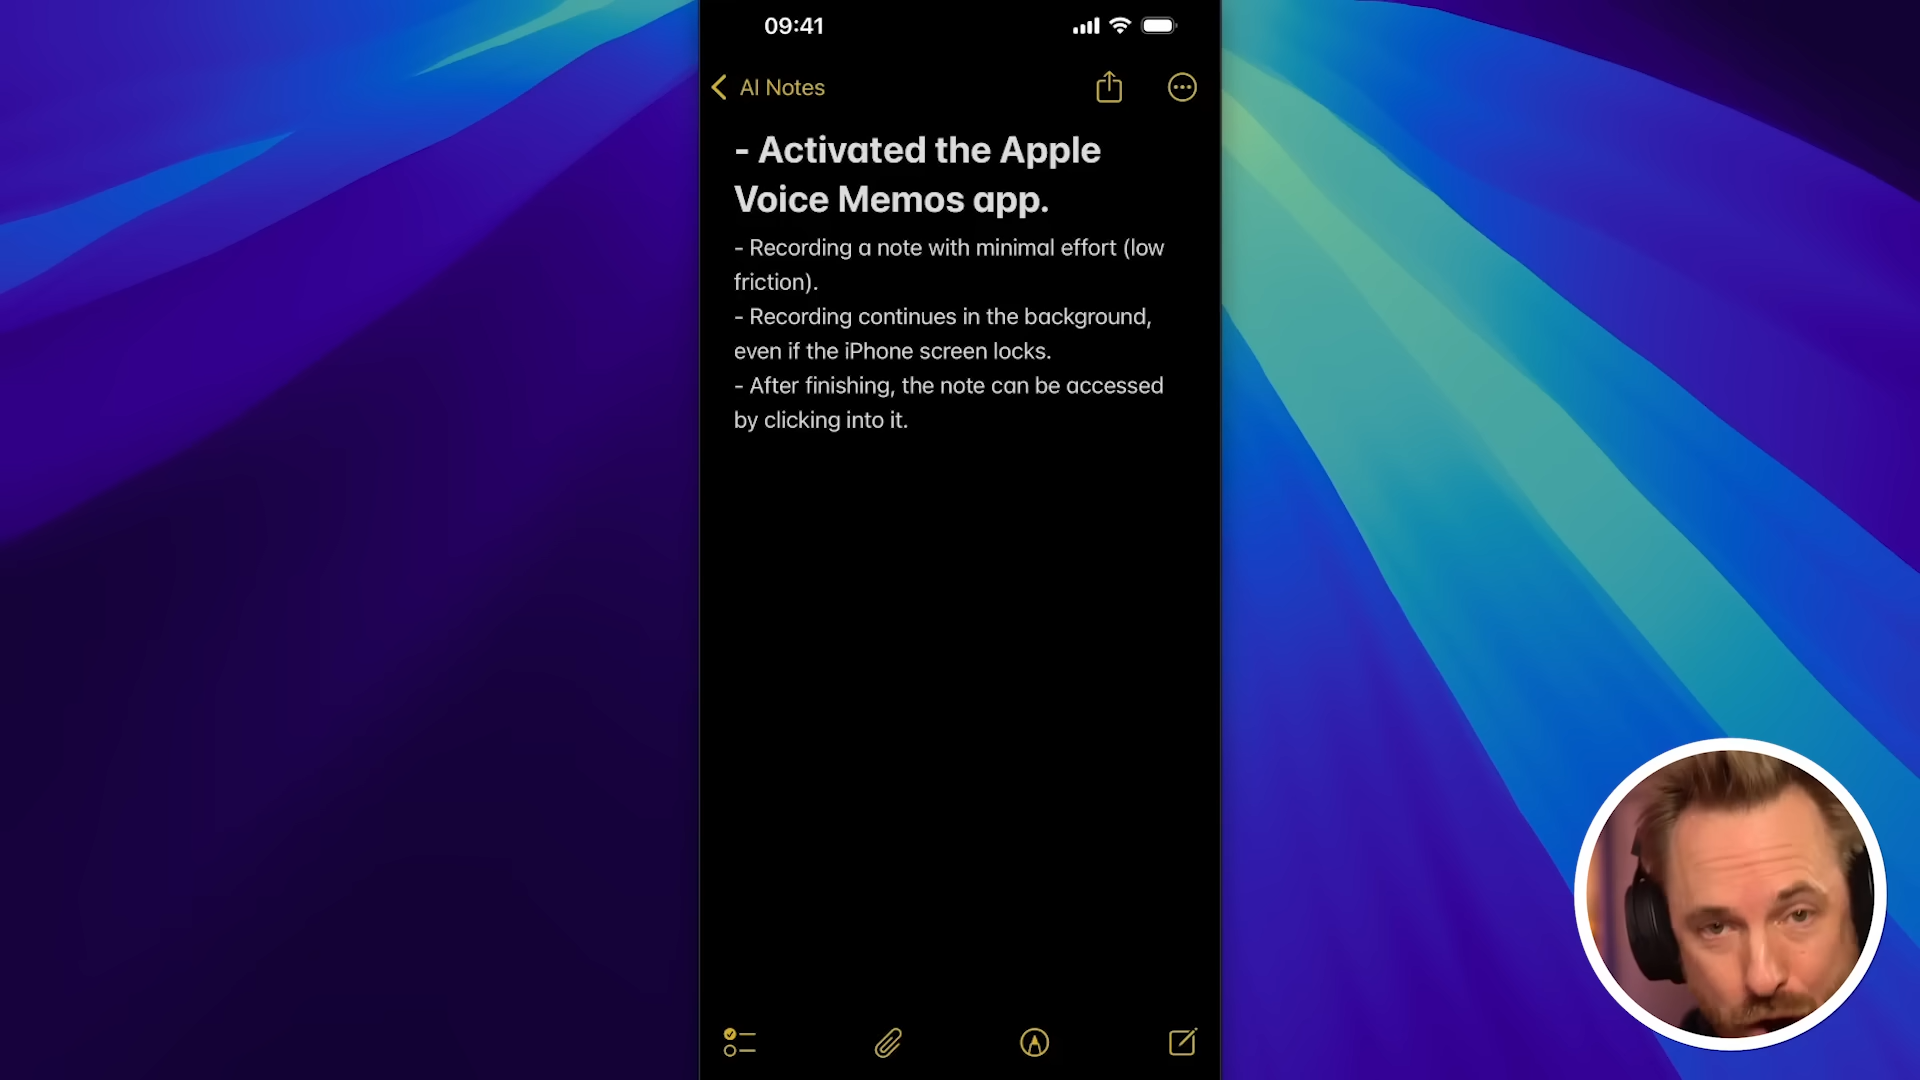 09:41
AI Notes
- Activated the Apple
Voice Memos app.
- Recording a note with minimal effort (low
friction).
- Recording continues in the background,
even if the iPhone screen locks.
- After finishing, the note can be accessed
by clicking into it.